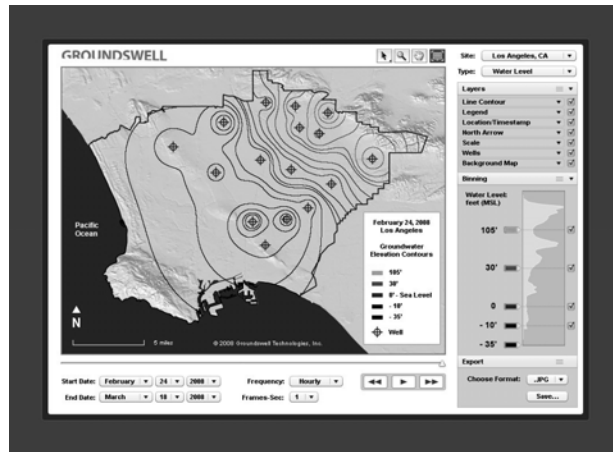 GROUNDSWELL
Site: Los Angeles, CA
Type: Water Level
Layers
Line Contour
Legend
Location/Timestamp
North Arrow
Scale
Wells
Background Map
Binning
Water Level:
feet (MSL)
105'
30'
0
- 10'
- 35'
Export
Choose Format: .JPG
Save...
Pacific
Ocean
N
5 miles
© 2008 Groundswell Technologies, Inc.
February 24, 2008
Los Angeles
Groundwater
Elevation Contours
105'
30'
0' - Sea Level
- 10'
- 35'
Well
Start Date: February 24 2008
Frequency: Hourly
End Date: March 18 2008
Frames-Sec: 1